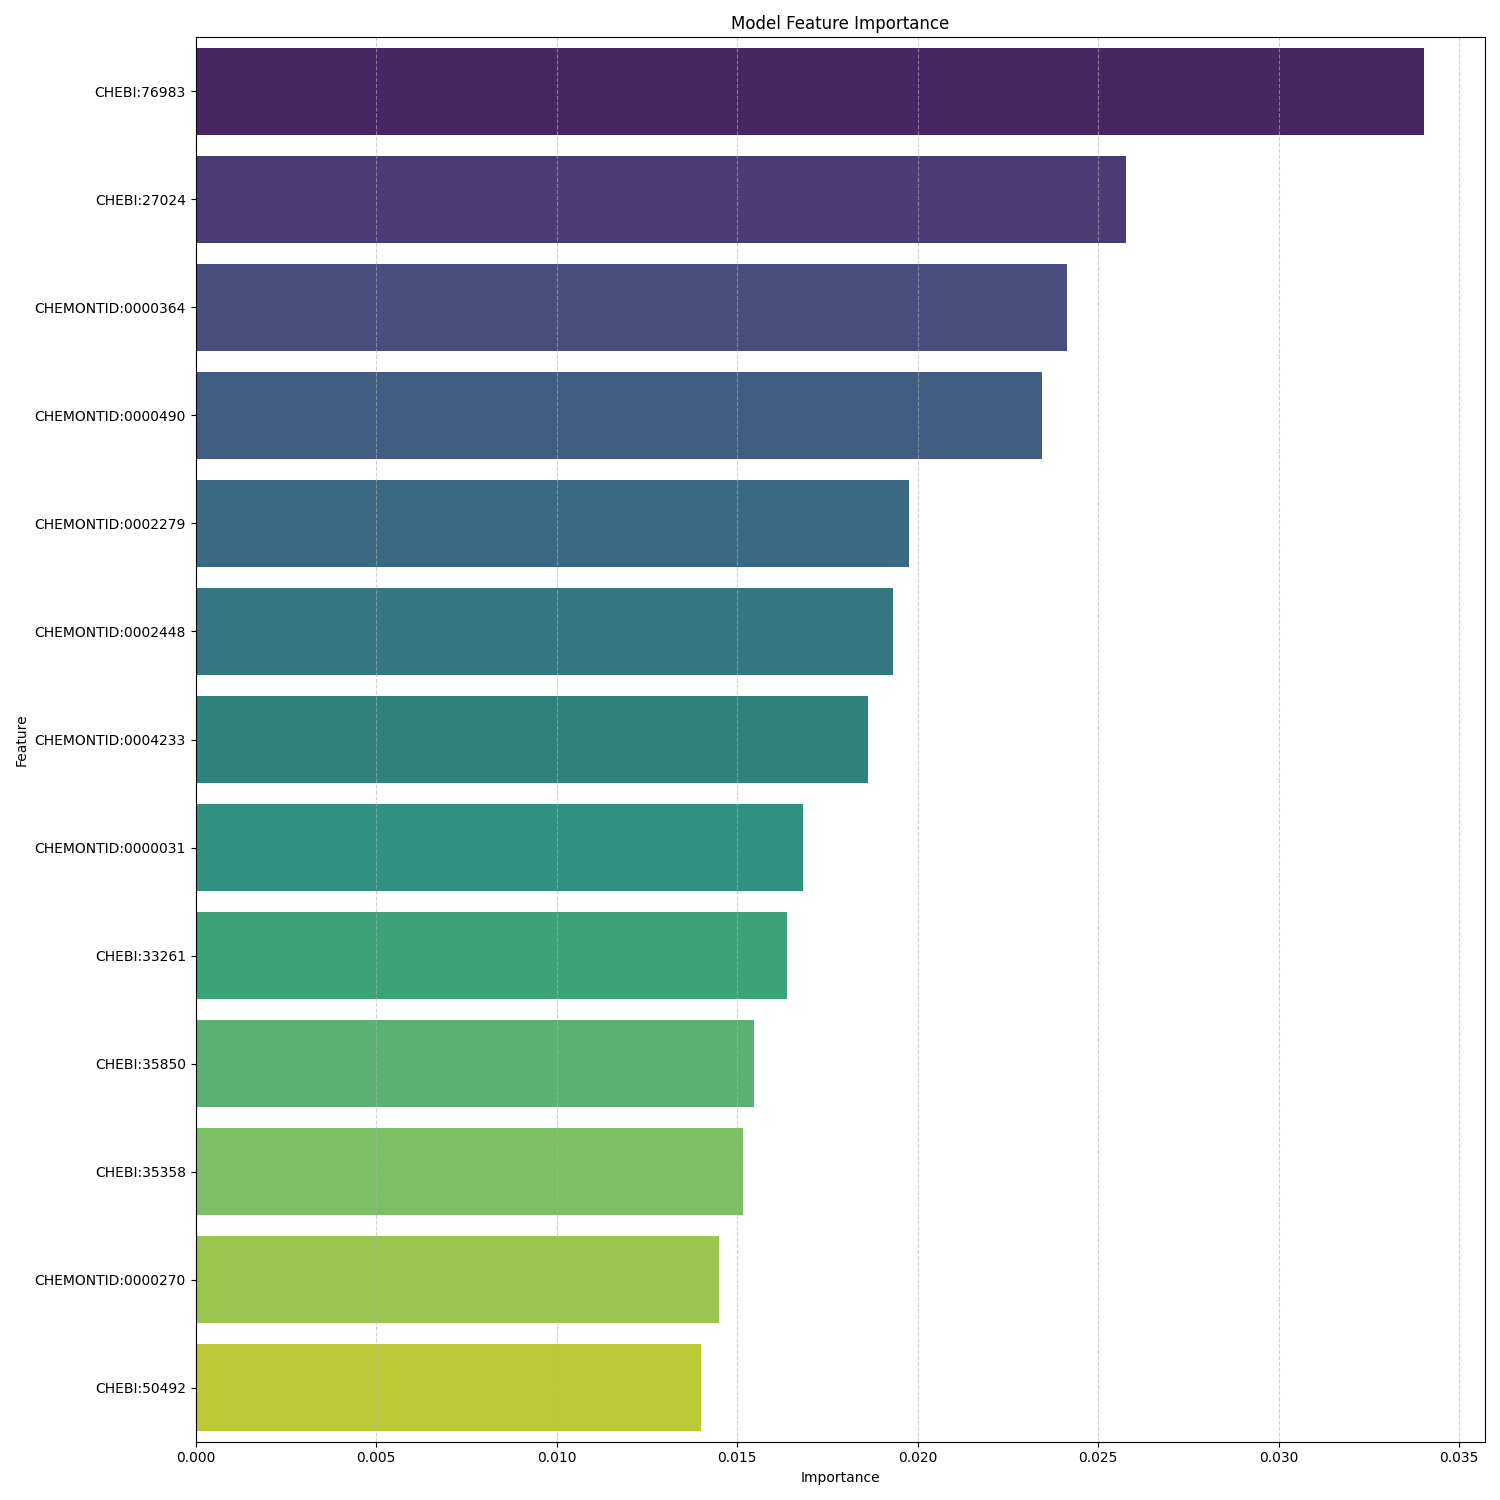 Model Feature Importance
CHEBI:76983
CHEBI:27024
CHEMONTID:0000364
CHEMONTID:0000490
CHEMONTID:0002279
CHEMONTID:0002448
CHEMONTID:0004233
CHEMONTID:0000031
CHEBI:33261
CHEBI:35850
CHEBI:35358
CHEMONTID:0000270
CHEBI:50492
Feature
0.000 0.005 0.010 0.015 0.020 0.025 0.030 0.035
Importance